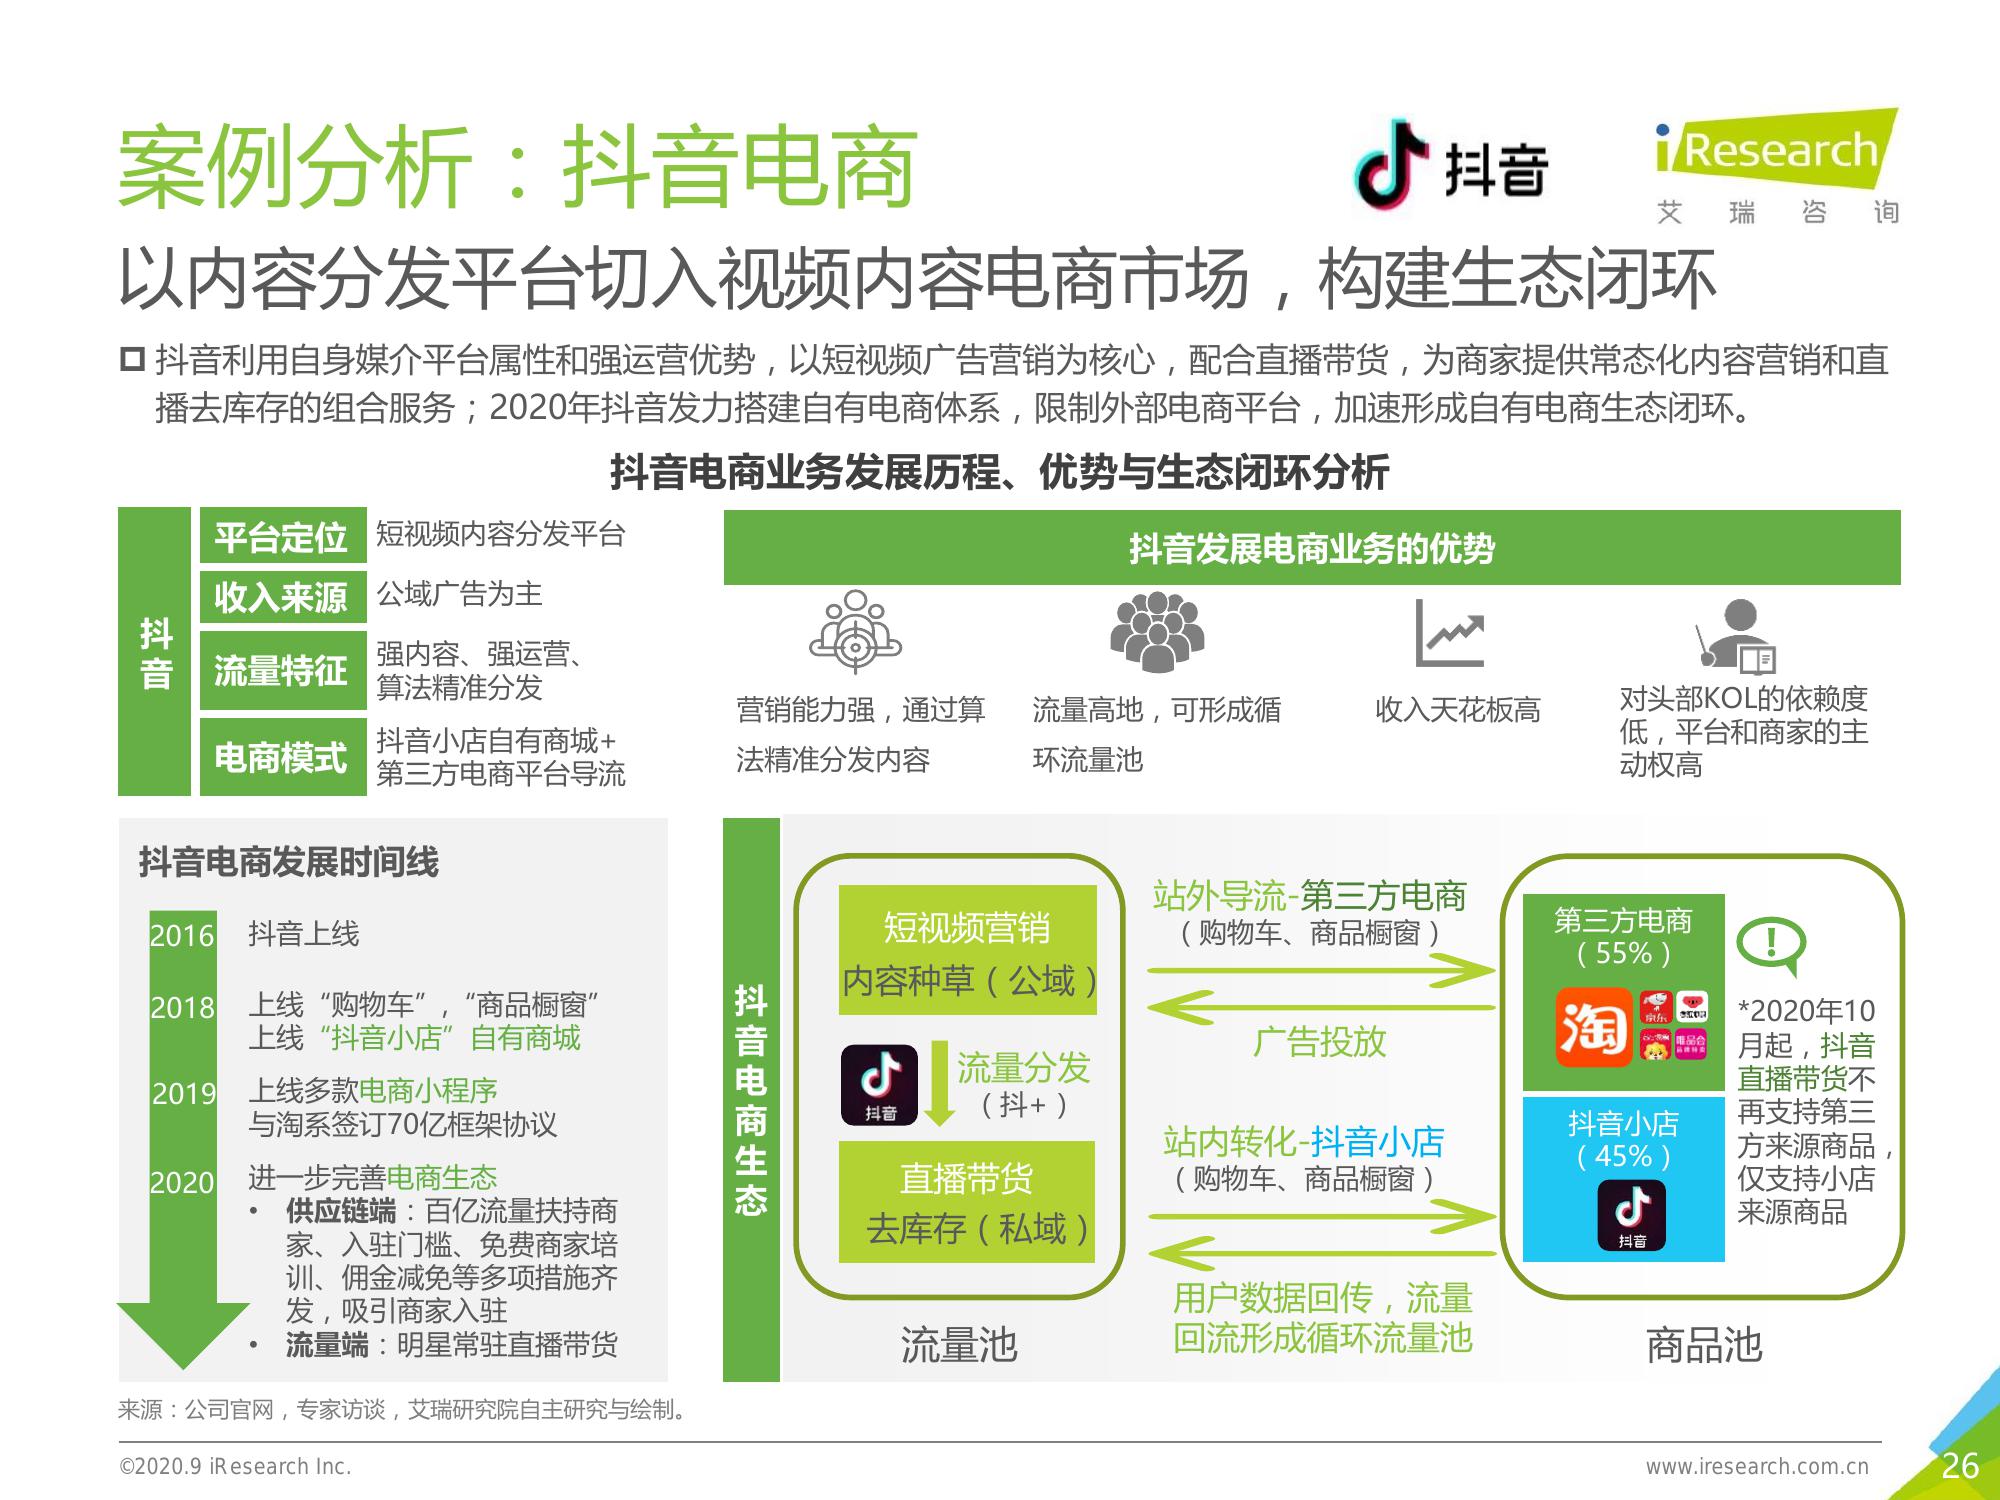 案例分析：抖音电商
抖音
iResearch
艾 瑞 咨 询
以内容分发平台切入视频内容电商市场，构建生态闭环
抖音利用自身媒介平台属性和强运营优势，以短视频广告营销为核心，配合直播带货，为商家提供常态化内容营销和直
播去库存的组合服务；2020年抖音发力搭建自有电商体系，限制外部电商平台，加速形成自有电商生态闭环。
抖音电商业务发展历程、优势与生态闭环分析
抖音
平台定位
短视频内容分发平台
收入来源
公域广告为主
流量特征
强内容、强运营、
算法精准分发
电商模式
抖音小店自有商城+
第三方电商平台导流
抖音发展电商业务的优势
营销能力强，通过算
法精准分发内容
流量高地，可形成循
环流量池
收入天花板高
对头部KOL的依赖度
低，平台和商家的主
动权高
抖音电商发展时间线
2016
抖音上线
2018
上线“购物车”，“商品橱窗”
上线“抖音小店”自有商城
2019
上线多款电商小程序
与淘系签订70亿框架协议
2020
进一步完善电商生态
• 供应链端：百亿流量扶持商
家、入驻门槛、免费商家培
训、佣金减免等多项措施齐
发，吸引商家入驻
• 流量端：明星常驻直播带货
抖音电商生态
短视频营销
内容种草（公域）
抖音
流量分发
（抖+）
直播带货
去库存（私域）
流量池
站外导流-第三方电商
（购物车、商品橱窗）
广告投放
站内转化-抖音小店
（购物车、商品橱窗）
用户数据回传，流量
回流形成循环流量池
第三方电商
（55%）
淘
京东
唯品会
抖音小店
（45%）
抖音
!
*2020年10
月起，抖音
直播带货不
再支持第三
方来源商品，
仅支持小店
来源商品
商品池
来源：公司官网，专家访谈，艾瑞研究院自主研究与绘制。
©2020.9 iResearch Inc.
www.iresearch.com.cn
26